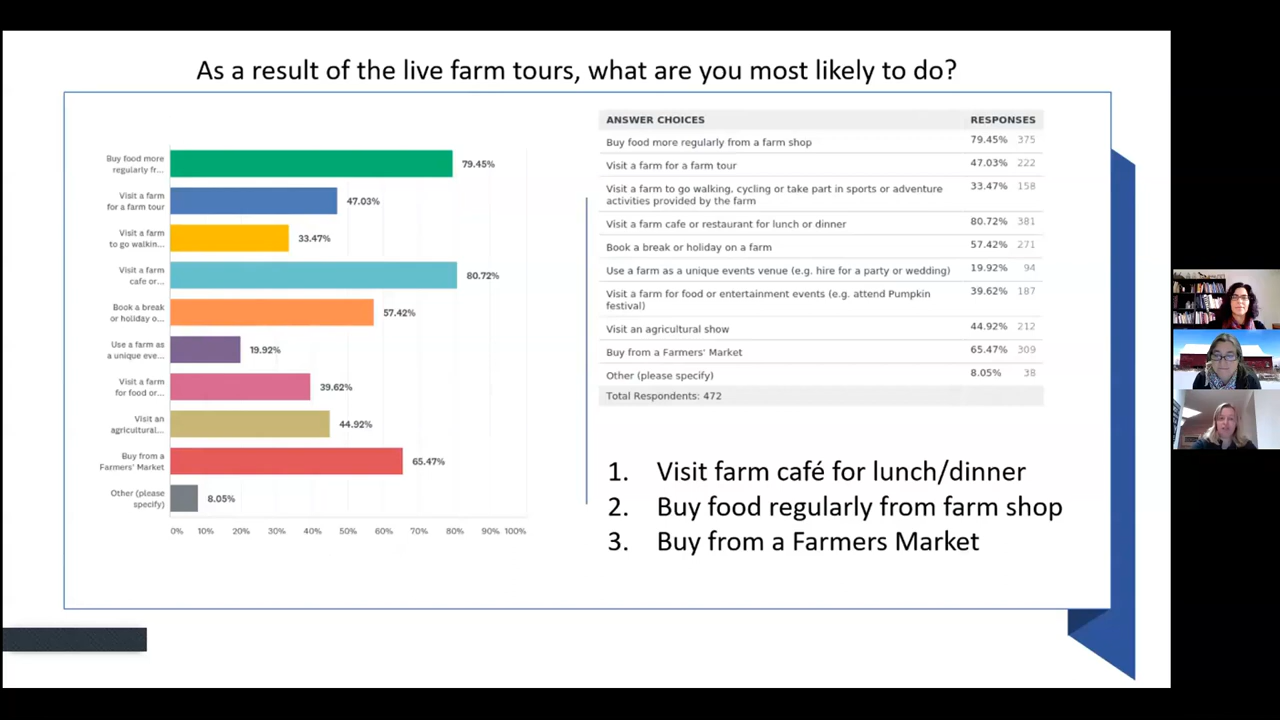 As a result of the live farm tours, what are you most likely to do?
Buy food more
regularly fr...
79.45%
Visit a farm
for a farm tour
47.03%
Visit a farm
to go walkin...
33.47%
Visit a farm
cafe or...
80.72%
Book a break
or holiday o...
57.42%
Use a farm as
a unique eve...
19.92%
Visit a farm
for food or...
39.62%
Visit an
agricultural...
44.92%
Buy from a
Farmers' Market
65.47%
Other (please
specify)
8.05%
0% 10% 20% 30% 40% 50% 60% 70% 80% 90% 100%
ANSWER CHOICES RESPONSES
Buy food more regularly from a farm shop 79.45% 375
Visit a farm for a farm tour 47.03% 222
Visit a farm to go walking, cycling or take part in sports or adventure 33.47% 158
activities provided by the farm
Visit a farm cafe or restaurant for lunch or dinner 80.72% 381
Book a break or holiday on a farm 57.42% 271
Use a farm as a unique events venue (e.g. hire for a party or wedding) 19.92% 94
Visit a farm for food or entertainment events (e.g. attend Pumpkin 39.62% 187
festival)
Visit an agricultural show 44.92% 212
Buy from a Farmers' Market 65.47% 309
Other (please specify) 8.05% 38
Total Respondents: 472
1. Visit farm café for lunch/dinner
2. Buy food regularly from farm shop
3. Buy from a Farmers Market